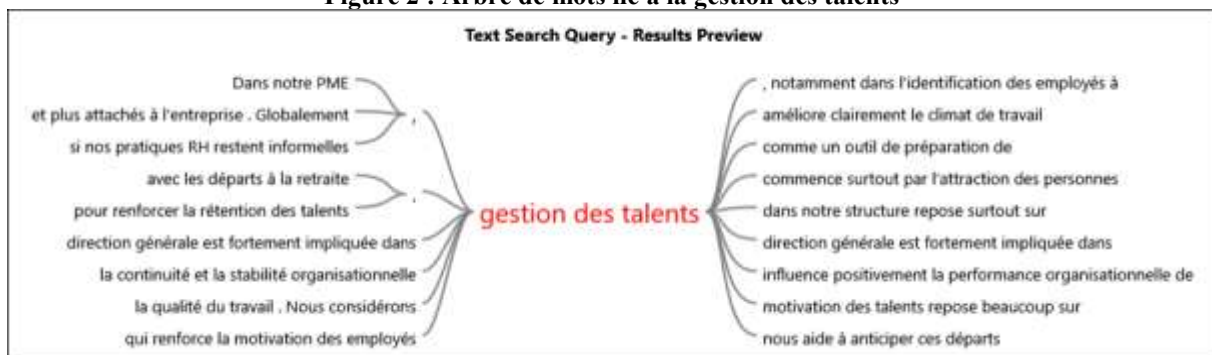 Figure 2 : Arbre de mots lié à la gestion des talents
Text Search Query - Results Preview
Dans notre PME
et plus attachés à l'entreprise . Globalement
si nos pratiques RH restent informelles
,
avec les départs à la retraite
pour renforcer la rétention des talents
,
direction générale est fortement impliquée dans
la continuité et la stabilité organisationnelle
la qualité du travail . Nous considérons
qui renforce la motivation des employés
gestion des talents
, notamment dans l'identification des employés à
améliore clairement le climat de travail
comme un outil de préparation de
commence surtout par l'attraction des personnes
dans notre structure repose surtout sur
direction générale est fortement impliquée dans
influence positivement la performance organisationnelle de
motivation des talents repose beaucoup sur
nous aide à anticiper ces départs